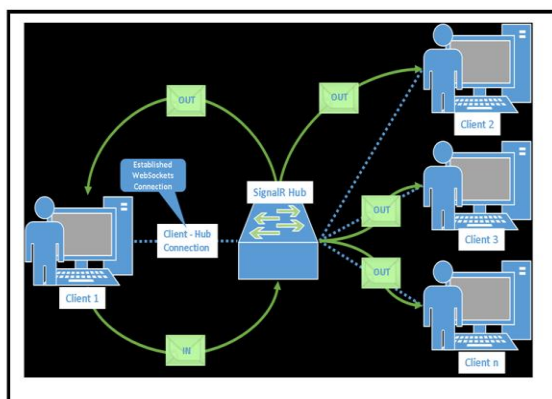 OUT
OUT
Client 2
Established
WebSockets
Connection
SignalR Hub
Client - Hub
Connection
OUT
Client 3
Client 1
OUT
IN
Client n